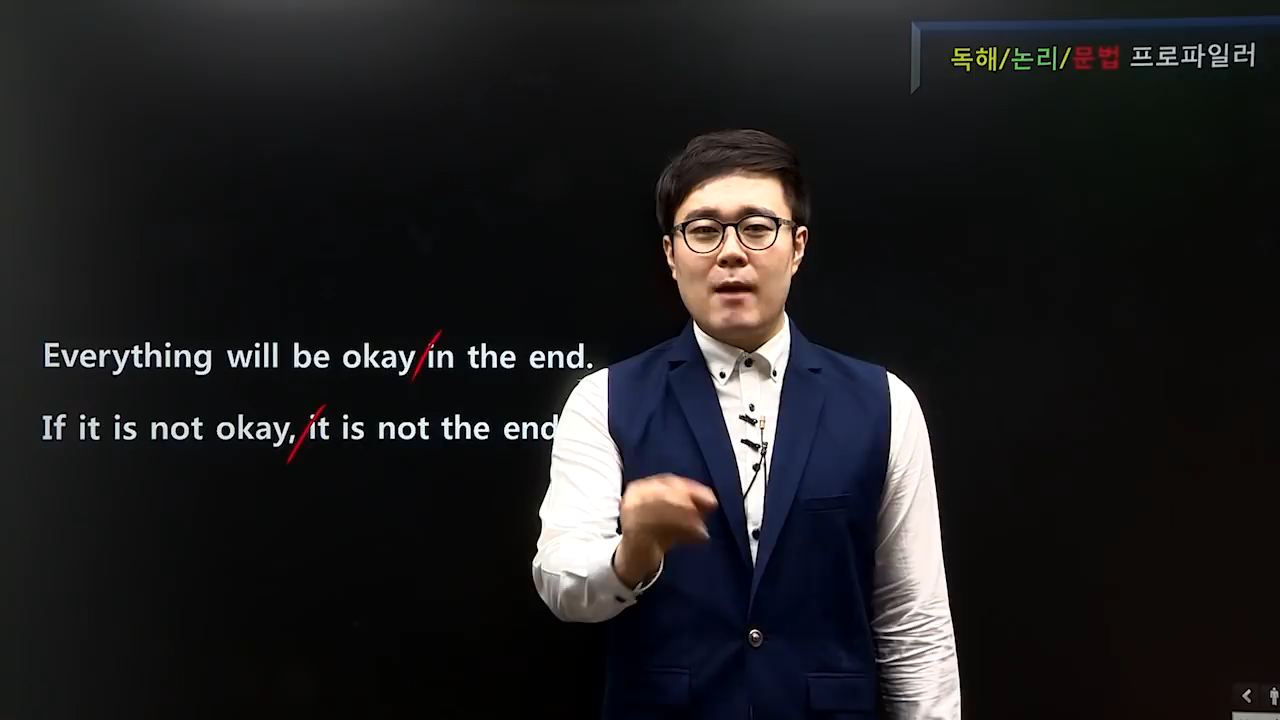 독해/논리/문법 프로파일러
Everything will be okay in the end.
If it is not okay, it is not the end